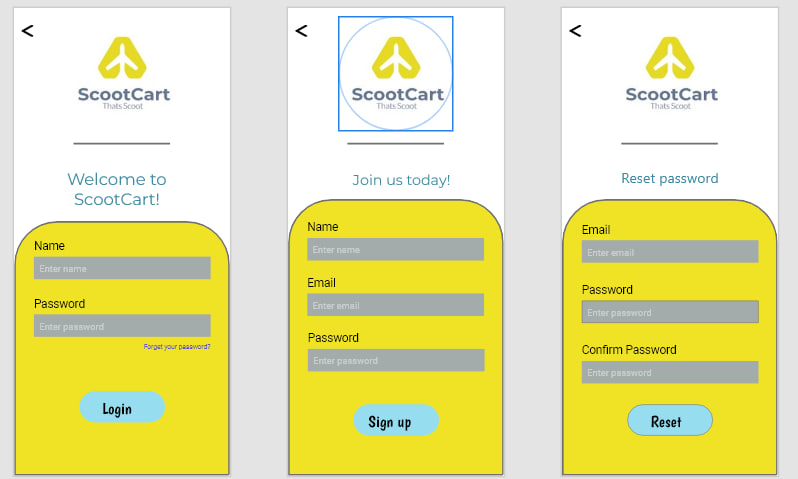 <
ScootCart
Thats Scoot
Welcome to
ScootCart!
Name
Enter name
Password
Enter password
Forget your password?
Login
<
ScootCart
Thats Scoot
Join us today!
Name
Enter name
Email
Enter email
Password
Enter password
Sign up
<
ScootCart
Thats Scoot
Reset password
Email
Enter email
Password
Enter password
Confirm Password
Enter password
Reset